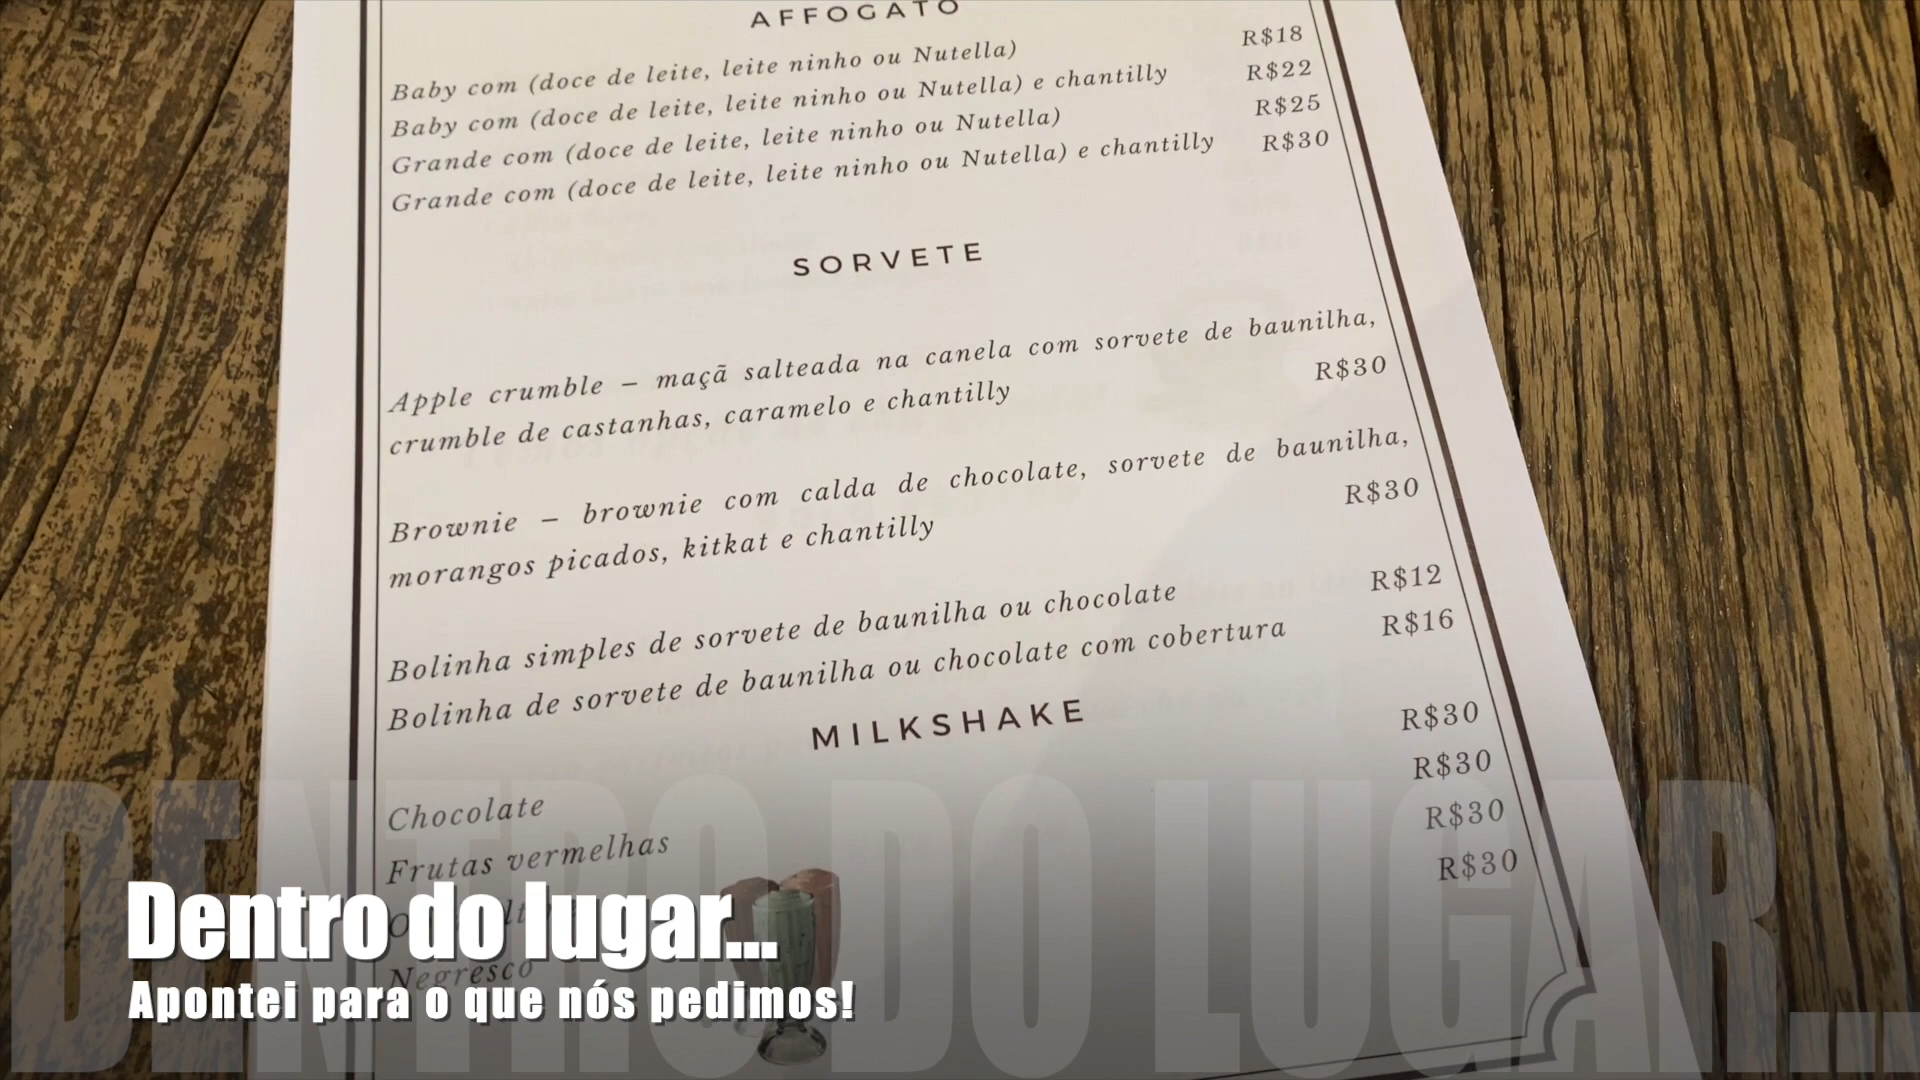 AFFOGATO
Baby com (doce de leite, leite ninho ou Nutella) R$18
Baby com (doce de leite, leite ninho ou Nutella) e chantilly R$22
Grande com (doce de leite, leite ninho ou Nutella) R$25
Grande com (doce de leite, leite ninho ou Nutella) e chantilly R$30
SORVETE
Apple crumble – maçã salteada na canela com sorvete de baunilha,
crumble de castanhas, caramelo e chantilly R$30
Brownie – brownie com calda de chocolate, sorvete de baunilha,
morangos picados, kitkat e chantilly R$30
Bolinha simples de sorvete de baunilha ou chocolate R$12
Bolinha de sorvete de baunilha ou chocolate com cobertura R$16
MILKSHAKE
Chocolate R$30
Frutas vermelhas R$30
R$30
Negresco R$30
DENTRO DO LUGAR...
Dentro do lugar...
Apontei para o que nós pedimos!